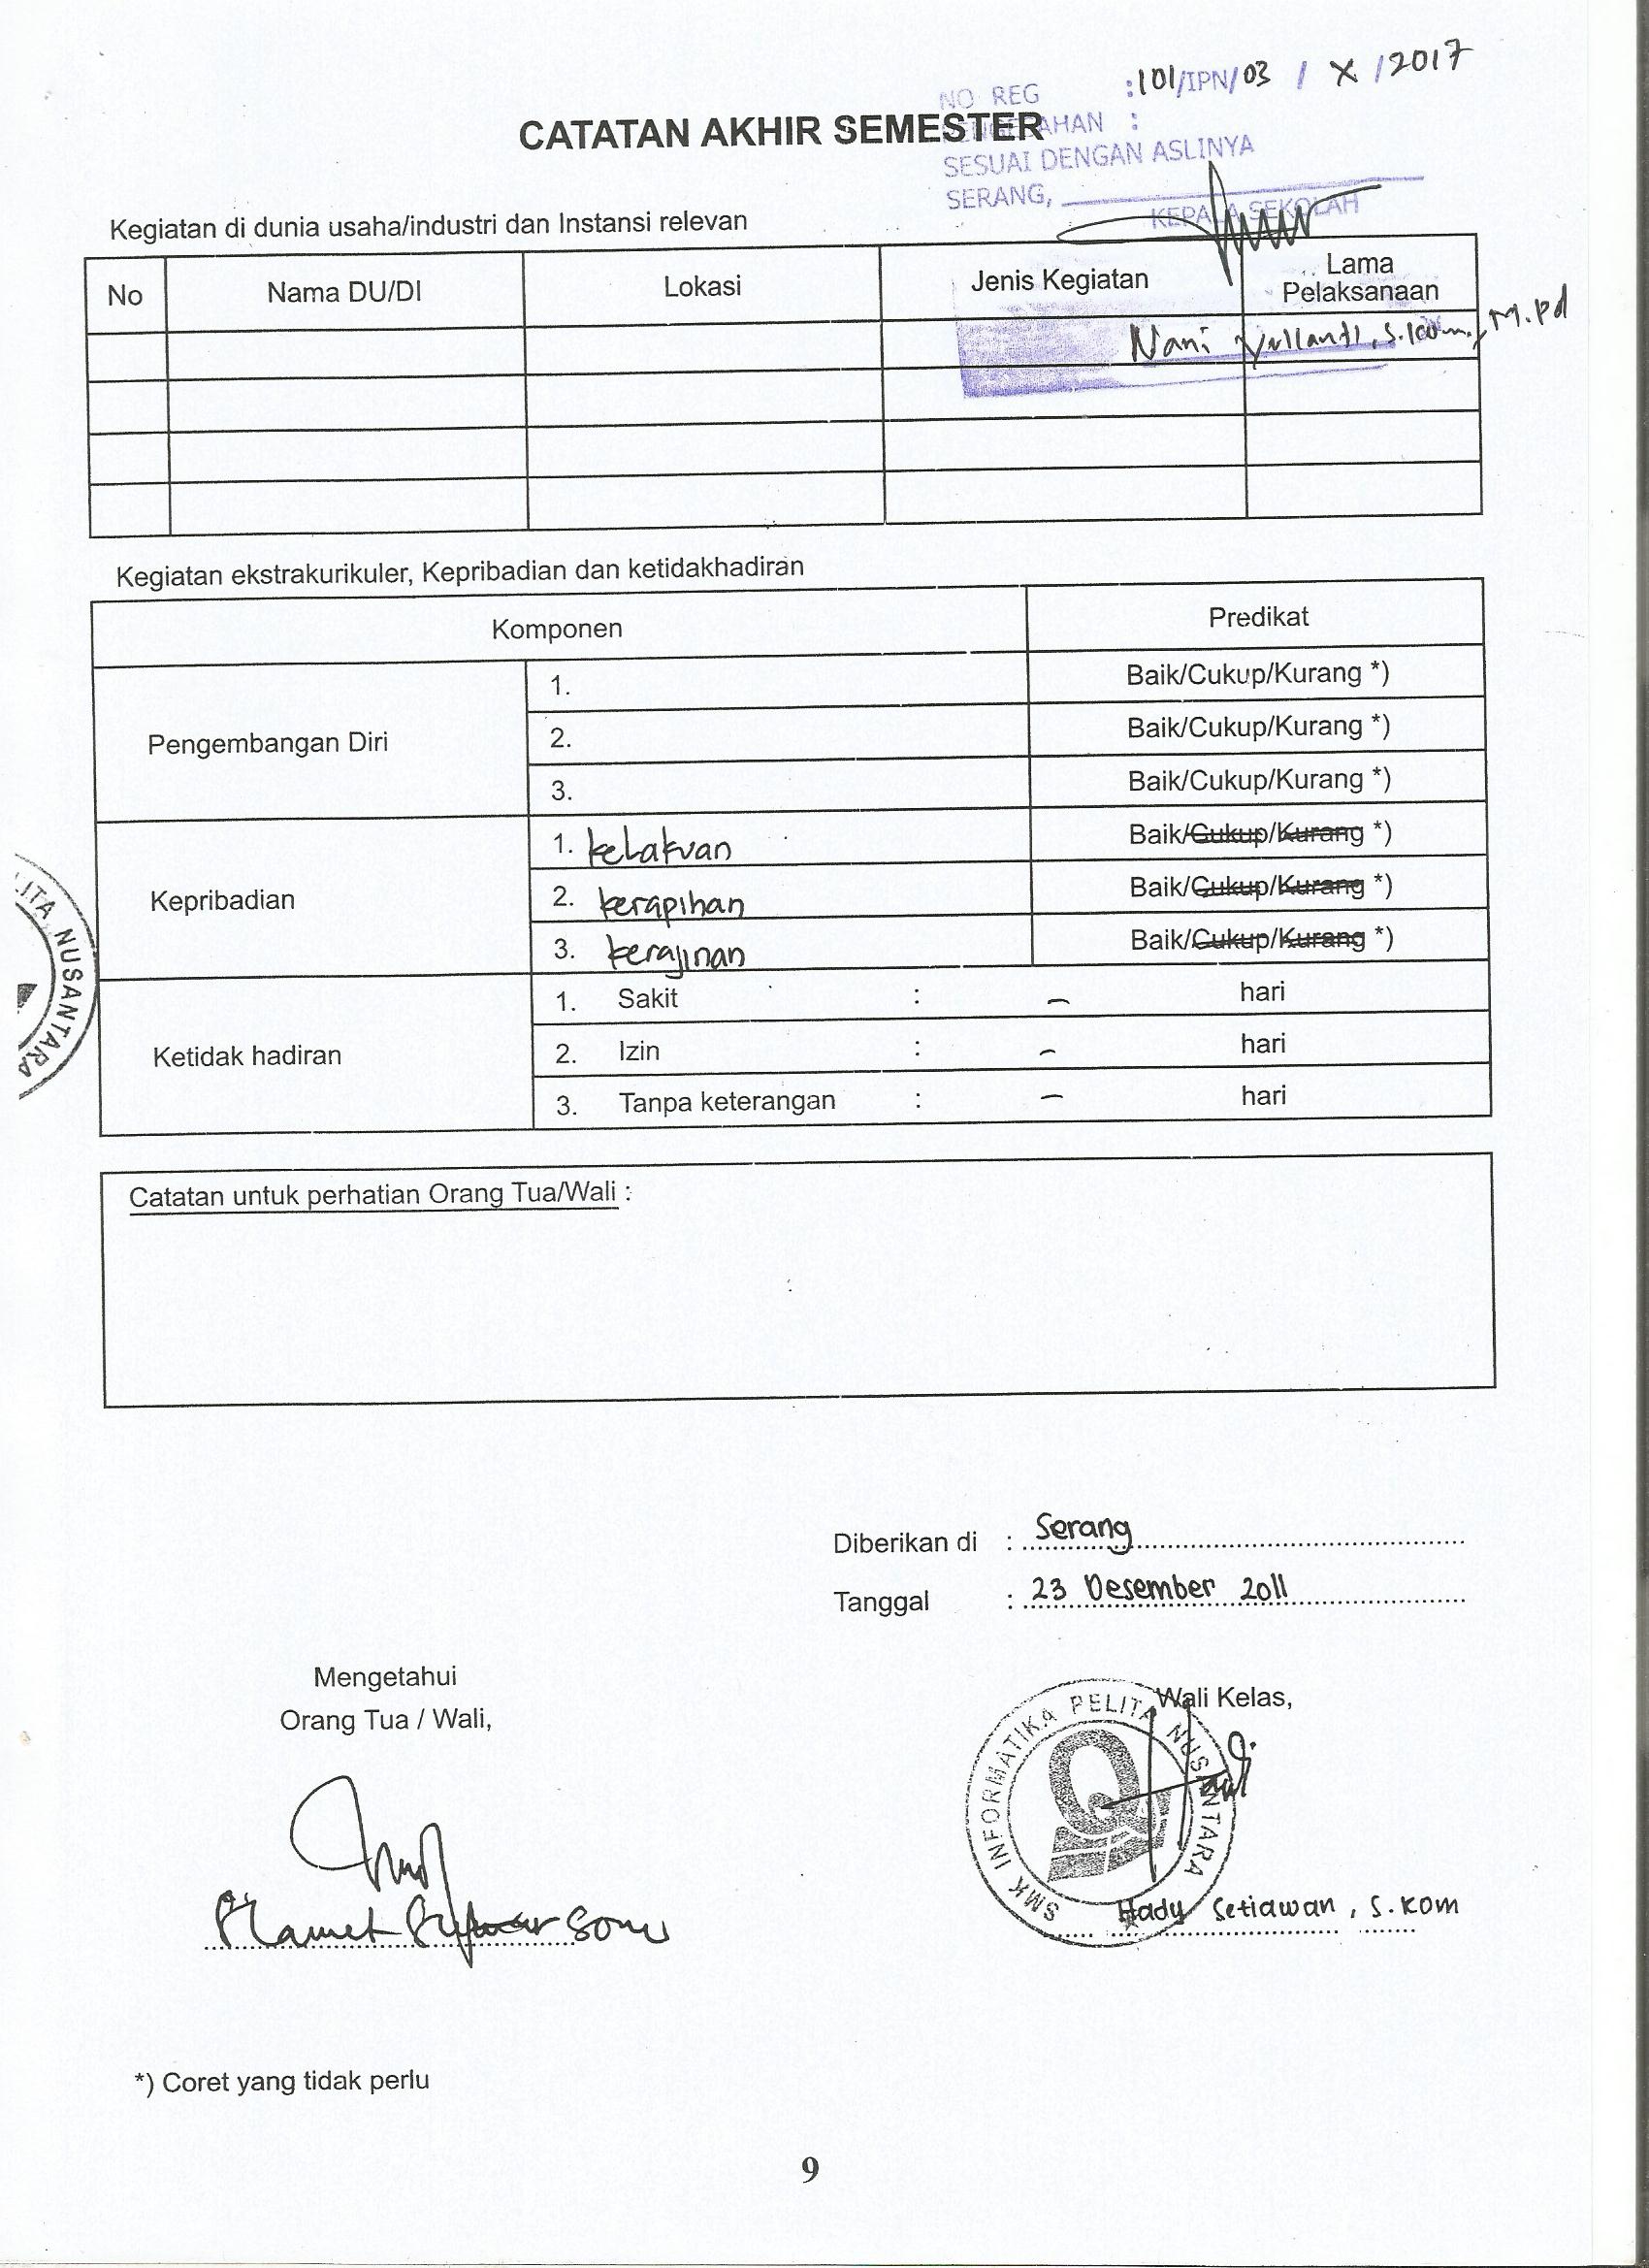 NO REG : 101/IPN/03 / X / 2017
CATATAN AKHIR SEMESTER
PENGESAHAN :
SESUAI DENGAN ASLINYA
SERANG,
KEPALA SEKOLAH
Kegiatan di dunia usaha/industri dan Instansi relevan
No Nama DU/DI Lokasi Jenis Kegiatan Lama Pelaksanaan
Nani Yulianti, S.Kom., M.Pd
Kegiatan ekstrakurikuler, Kepribadian dan ketidakhadiran
Komponen Predikat
Pengembangan Diri
1. Baik/Cukup/Kurang *)
2. Baik/Cukup/Kurang *)
3. Baik/Cukup/Kurang *)
Kepribadian
1. kelakuan Baik/Cukup/Kurang *)
2. kerapihan Baik/Cukup/Kurang *)
3. kerajinan Baik/Cukup/Kurang *)
Ketidak hadiran
1. Sakit : – hari
2. Izin : – hari
3. Tanpa keterangan : – hari
LITA NUSANTARA
Catatan untuk perhatian Orang Tua/Wali :
Diberikan di : Serang
Tanggal : 23 Desember 2011
Mengetahui
Orang Tua / Wali,
Wali Kelas,
SMK INFORMATIKA PELITA NUSANTARA
Slamet
Hady Setiawan, S.Kom
*) Coret yang tidak perlu
9